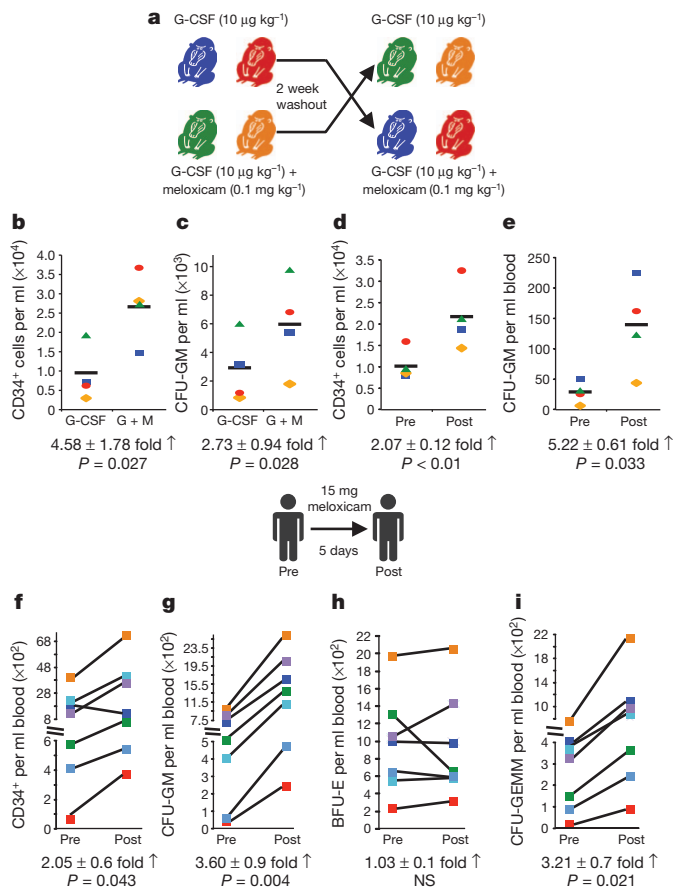 a
G-CSF (10 µg kg⁻¹)
G-CSF (10 µg kg⁻¹)
2 week
washout
G-CSF (10 µg kg⁻¹) +
meloxicam (0.1 mg kg⁻¹)
G-CSF (10 µg kg⁻¹) +
meloxicam (0.1 mg kg⁻¹)
b
CD34⁺ cells per ml (×10⁴)
4.0
3.5
3.0
2.5
2.0
1.5
1.0
0.5
0
G-CSF G + M
4.58 ± 1.78 fold ↑
P = 0.027
c
CFU-GM per ml (×10³)
10
8
6
4
2
0
G-CSF G + M
2.73 ± 0.94 fold ↑
P = 0.028
d
CD34⁺ cells per ml (×10⁴)
3.5
3.0
2.5
2.0
1.5
1.0
0.5
0
Pre Post
2.07 ± 0.12 fold ↑
P < 0.01
e
CFU-GM per ml blood
250
200
150
100
50
0
Pre Post
5.22 ± 0.61 fold ↑
P = 0.033
15 mg
meloxicam
5 days
Pre
Post
f
CD34⁺ per ml blood (×10²)
68
48
28
8
6
4
2
0
Pre Post
2.05 ± 0.6 fold ↑
P = 0.043
g
CFU-GM per ml blood (×10²)
23.5
19.5
15.5
11.5
7.5
5
4
3
2
1
0
Pre Post
3.60 ± 0.9 fold ↑
P = 0.004
h
BFU-E per ml blood (×10²)
22
20
18
16
14
12
10
8
6
4
2
0
Pre Post
1.03 ± 0.1 fold ↑
NS
i
CFU-GEMM per ml blood (×10²)
22
18
14
10
4
3
2
1
0
Pre Post
3.21 ± 0.7 fold ↑
P = 0.021